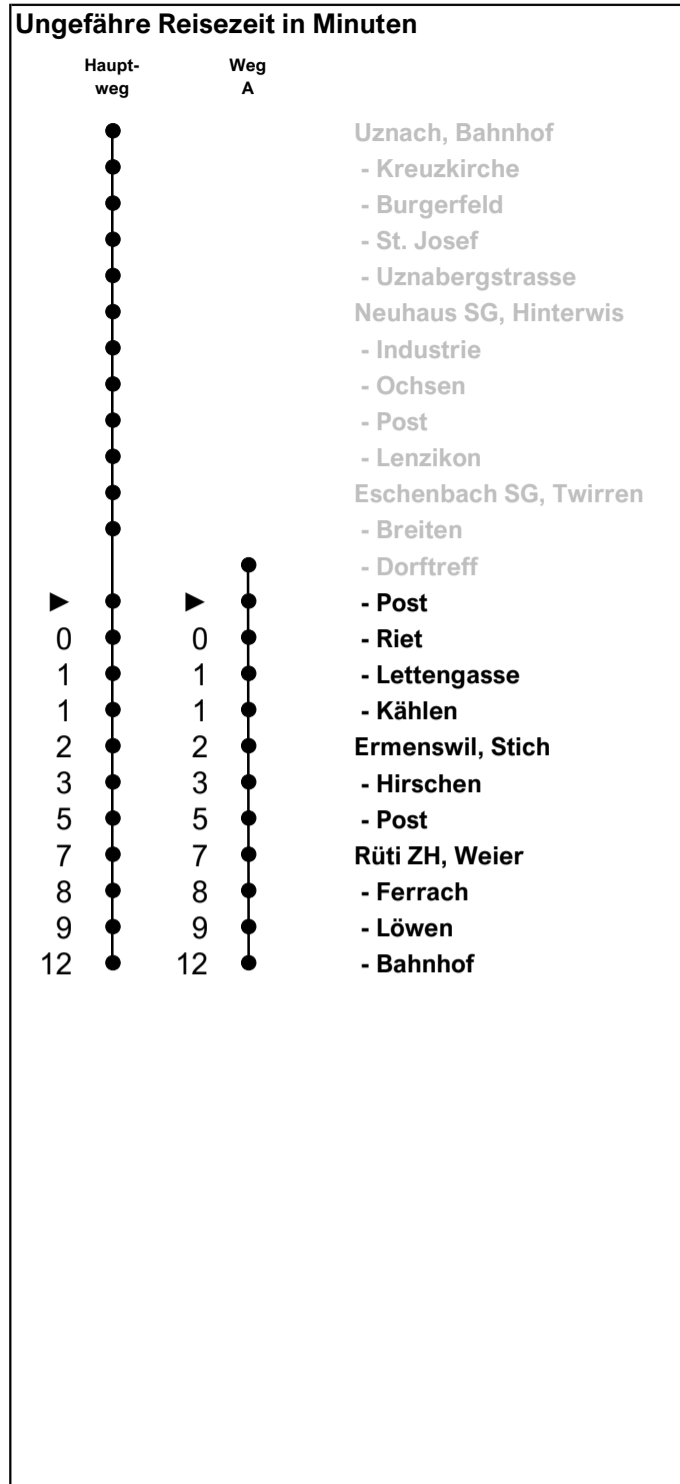 Ungefähre Reisezeit in Minuten
Haupt- Weg
weg A
Uznach, Bahnhof
- Kreuzkirche
- Burgerfeld
- St. Josef
- Uznabergstrasse
Neuhaus SG, Hinterwis
- Industrie
- Ochsen
- Post
- Lenzikon
Eschenbach SG, Twirren
- Breiten
- Dorftreff
► ► - Post
0 0 - Riet
1 1 - Lettengasse
1 1 - Kählen
2 2 Ermenswil, Stich
3 3 - Hirschen
5 5 - Post
7 7 Rüti ZH, Weier
8 8 - Ferrach
9 9 - Löwen
12 12 - Bahnhof